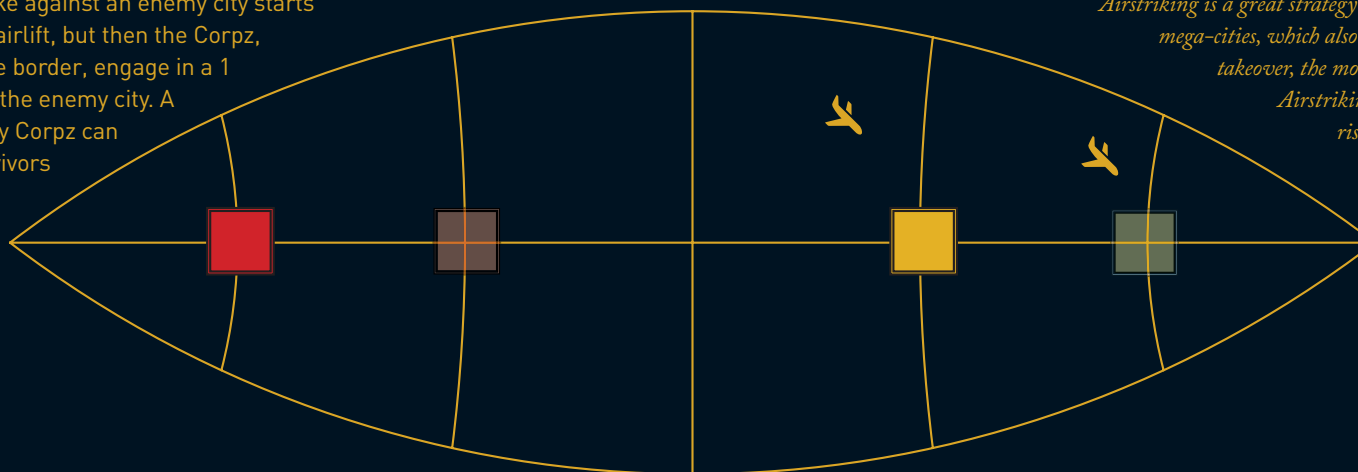 ke against an enemy city starts
airlift, but then the Corpz,
e border, engage in a 1
the enemy city. A
y Corpz can
ivors
Airstriking is a great strategy
mega-cities, which also
takeover, the mo
Airstrikin
ris